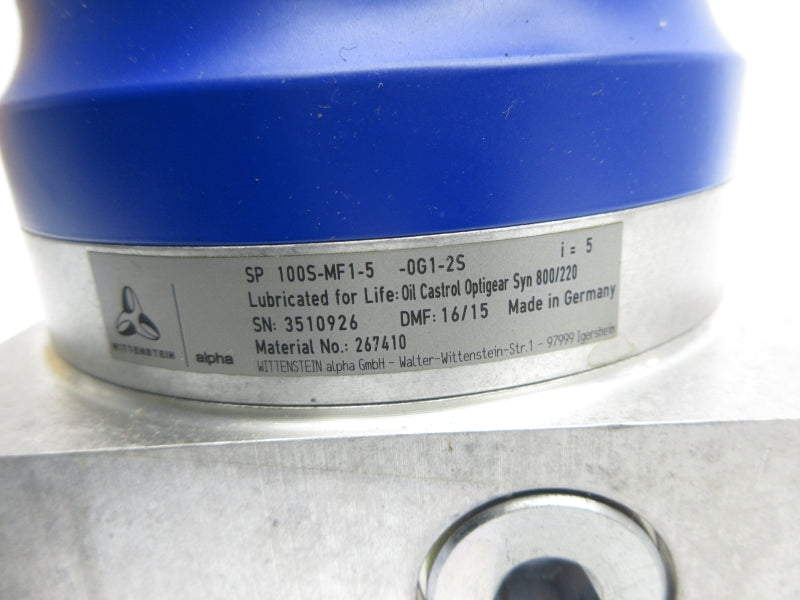 SP 100S-MF1-5 -0G1-2S i = 5
Lubricated for Life: Oil Castrol Optigear Syn 800/220
SN: 3510926 DMF: 16/15 Made in Germany
Material No.: 267410
WITTENSTEIN alpha GmbH - Walter-Wittenstein-Str.1 - 97999 Igersheim
WITTENSTEIN alpha